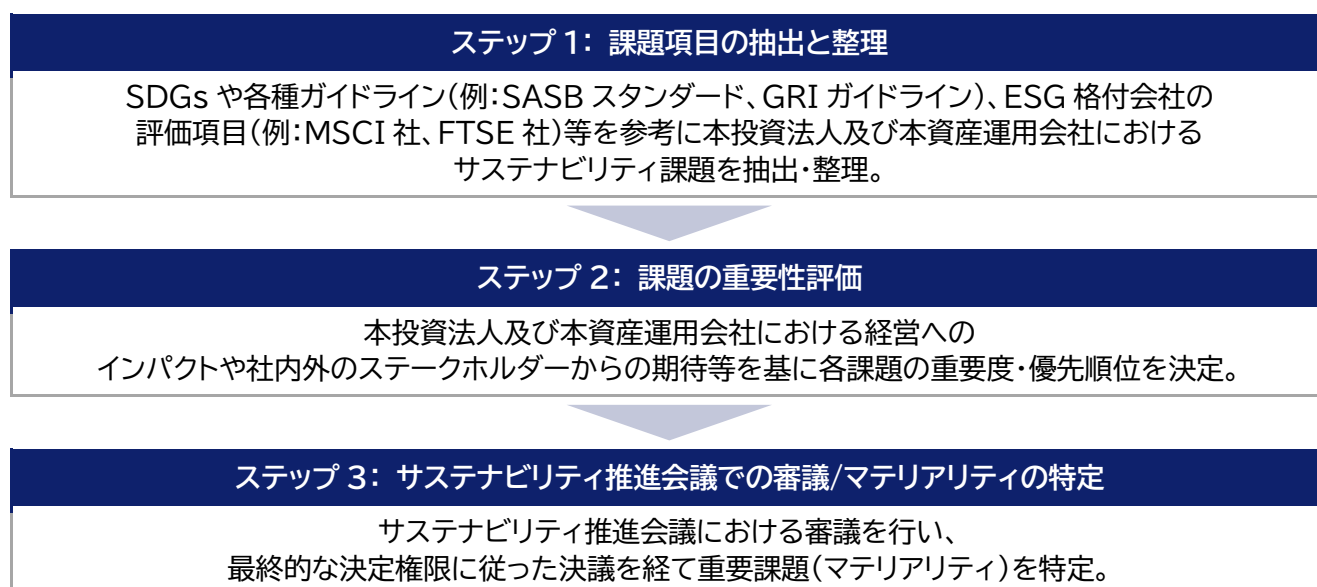 ステップ 1： 課題項目の抽出と整理
SDGs や各種ガイドライン（例：SASB スタンダード、GRI ガイドライン）、ESG 格付会社の
評価項目（例：MSCI 社、FTSE 社）等を参考に本投資法人及び本資産運用会社における
サステナビリティ課題を抽出・整理。
ステップ 2： 課題の重要性評価
本投資法人及び本資産運用会社における経営への
インパクトや社内外のステークホルダーからの期待等を基に各課題の重要度・優先順位を決定。
ステップ 3： サステナビリティ推進会議での審議/マテリアリティの特定
サステナビリティ推進会議における審議を行い、
最終的な決定権限に従った決議を経て重要課題（マテリアリティ）を特定。